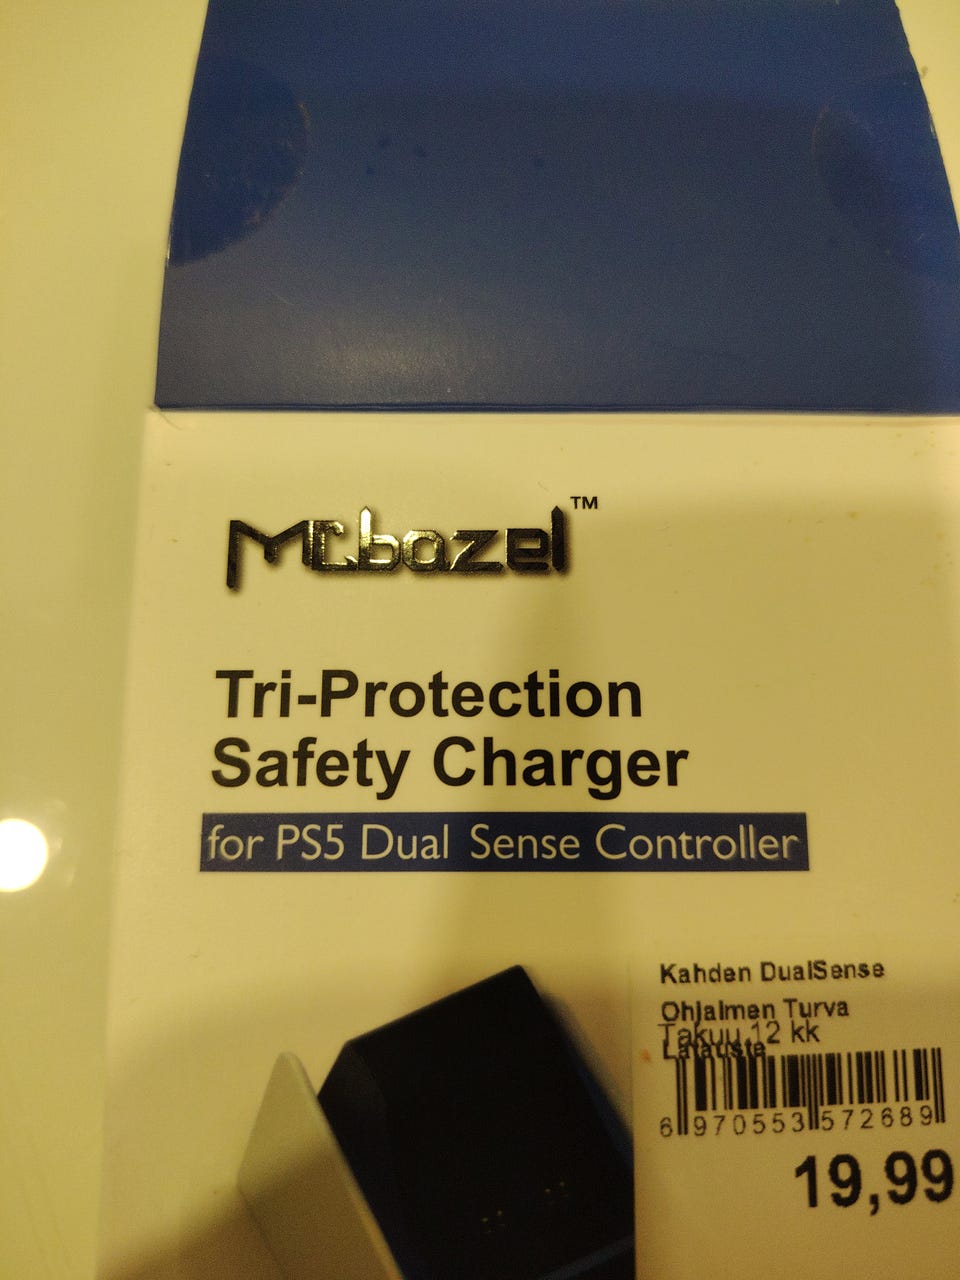 Mcbazel™
Tri-Protection
Safety Charger
for PS5 Dual Sense Controller
Kahden DualSense
Ohjaimen Turva
Takuu 12 kk
Latauste
6 970553 572689
19,99